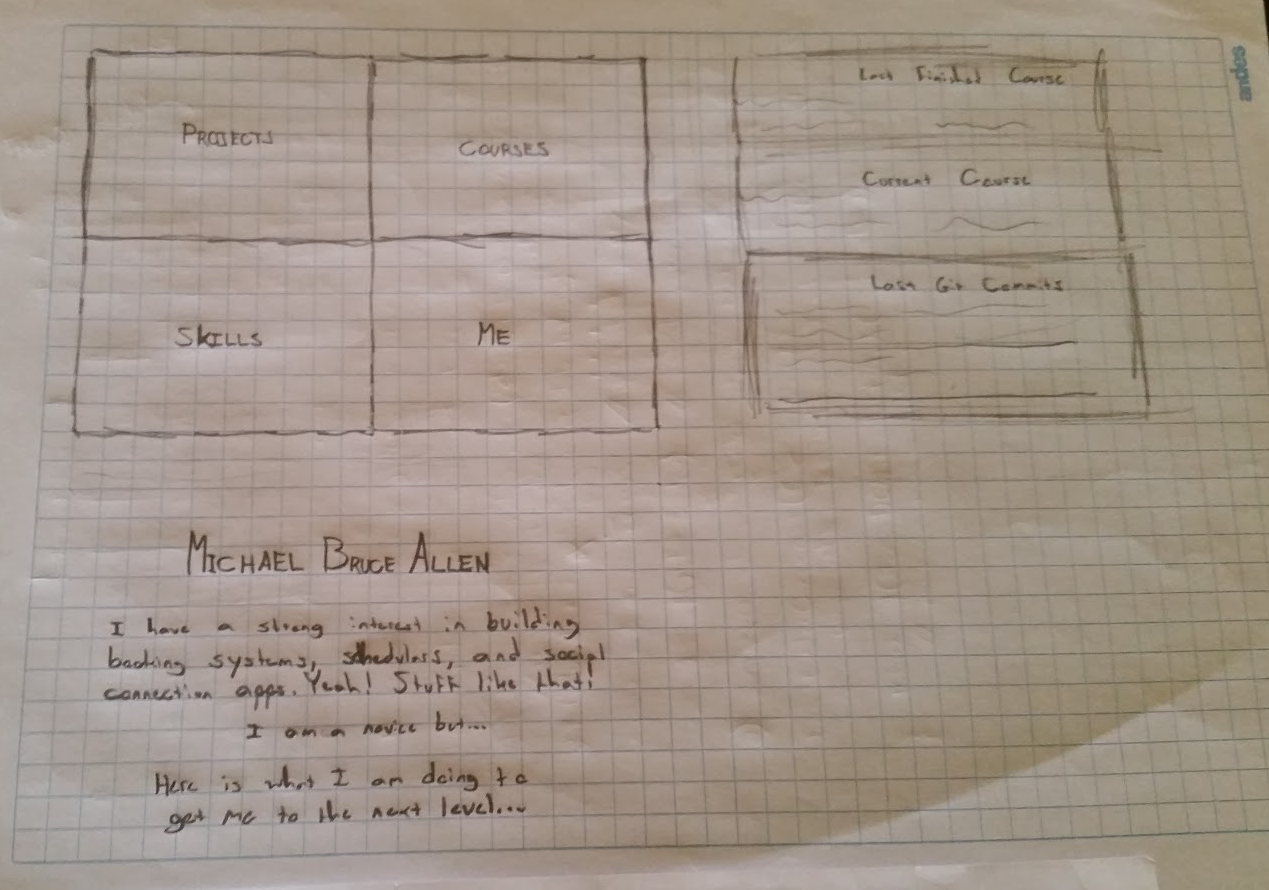 PROJECTS
COURSES
SKILLS
ME
Last Finished Course
Current Course
Last Git Commits
andes
MICHAEL BRUCE ALLEN
I have a strong interest in building
booking systems, schedulers, and social
connection apps. Yeah! Stuff like that!
I am a novice but...
Here is what I am doing to
get me to the next level...